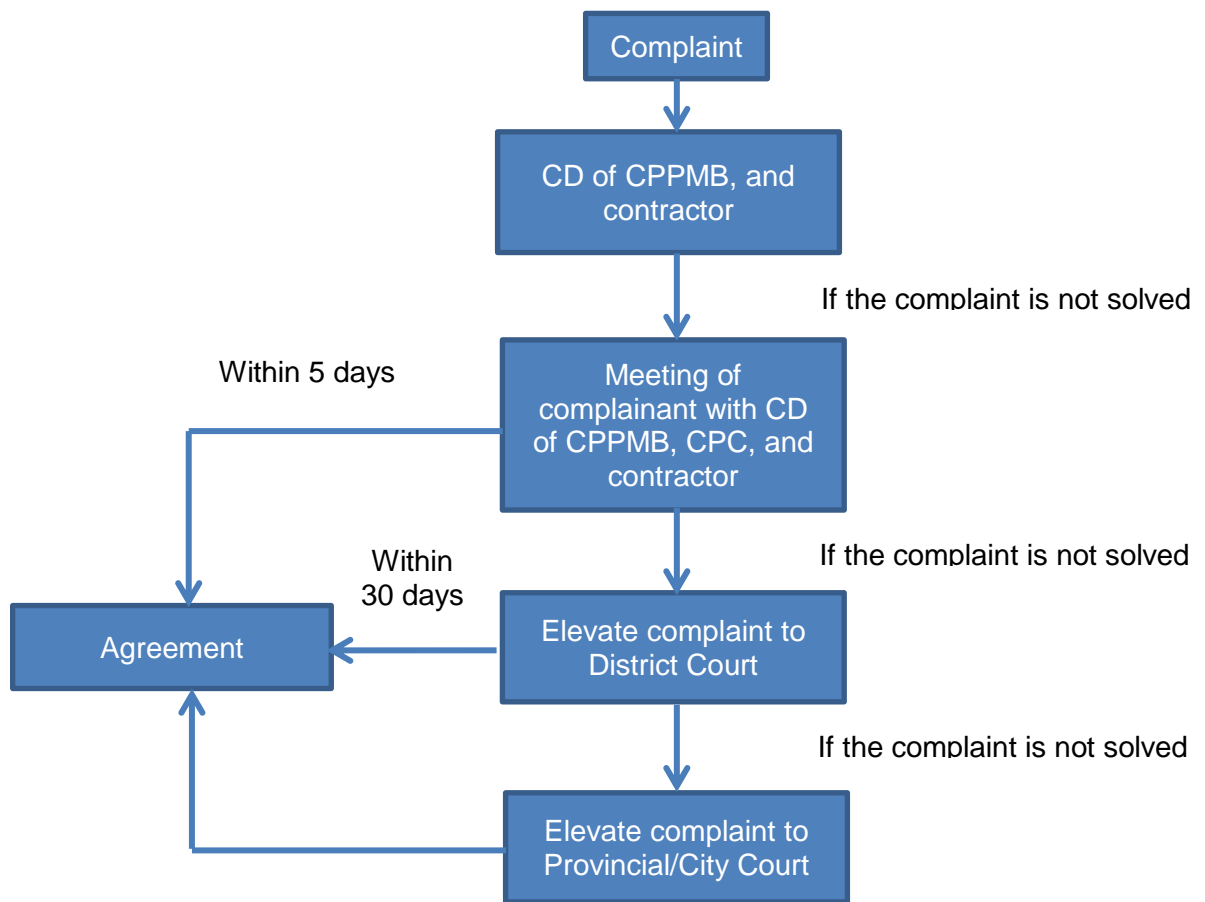 Complaint
CD of CPPMB, and
contractor
If the complaint is not solved
Within 5 days
Meeting of
complainant with CD
of CPPMB, CPC, and
contractor
If the complaint is not solved
Within
30 days
Agreement
Elevate complaint to
District Court
If the complaint is not solved
Elevate complaint to
Provincial/City Court